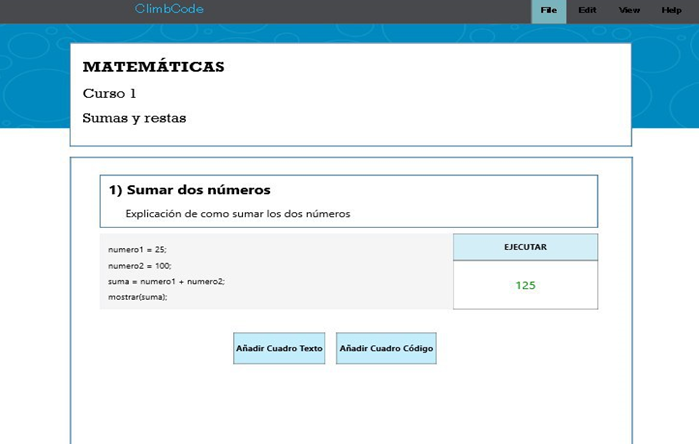 ClimbCode
File Edit View Help
MATEMÁTICAS
Curso 1
Sumas y restas
1) Sumar dos números
Explicación de como sumar los dos números
numero1 = 25;
numero2 = 100;
suma = numero1 + numero2;
mostrar(suma);
EJECUTAR
125
Añadir Cuadro Texto
Añadir Cuadro Código